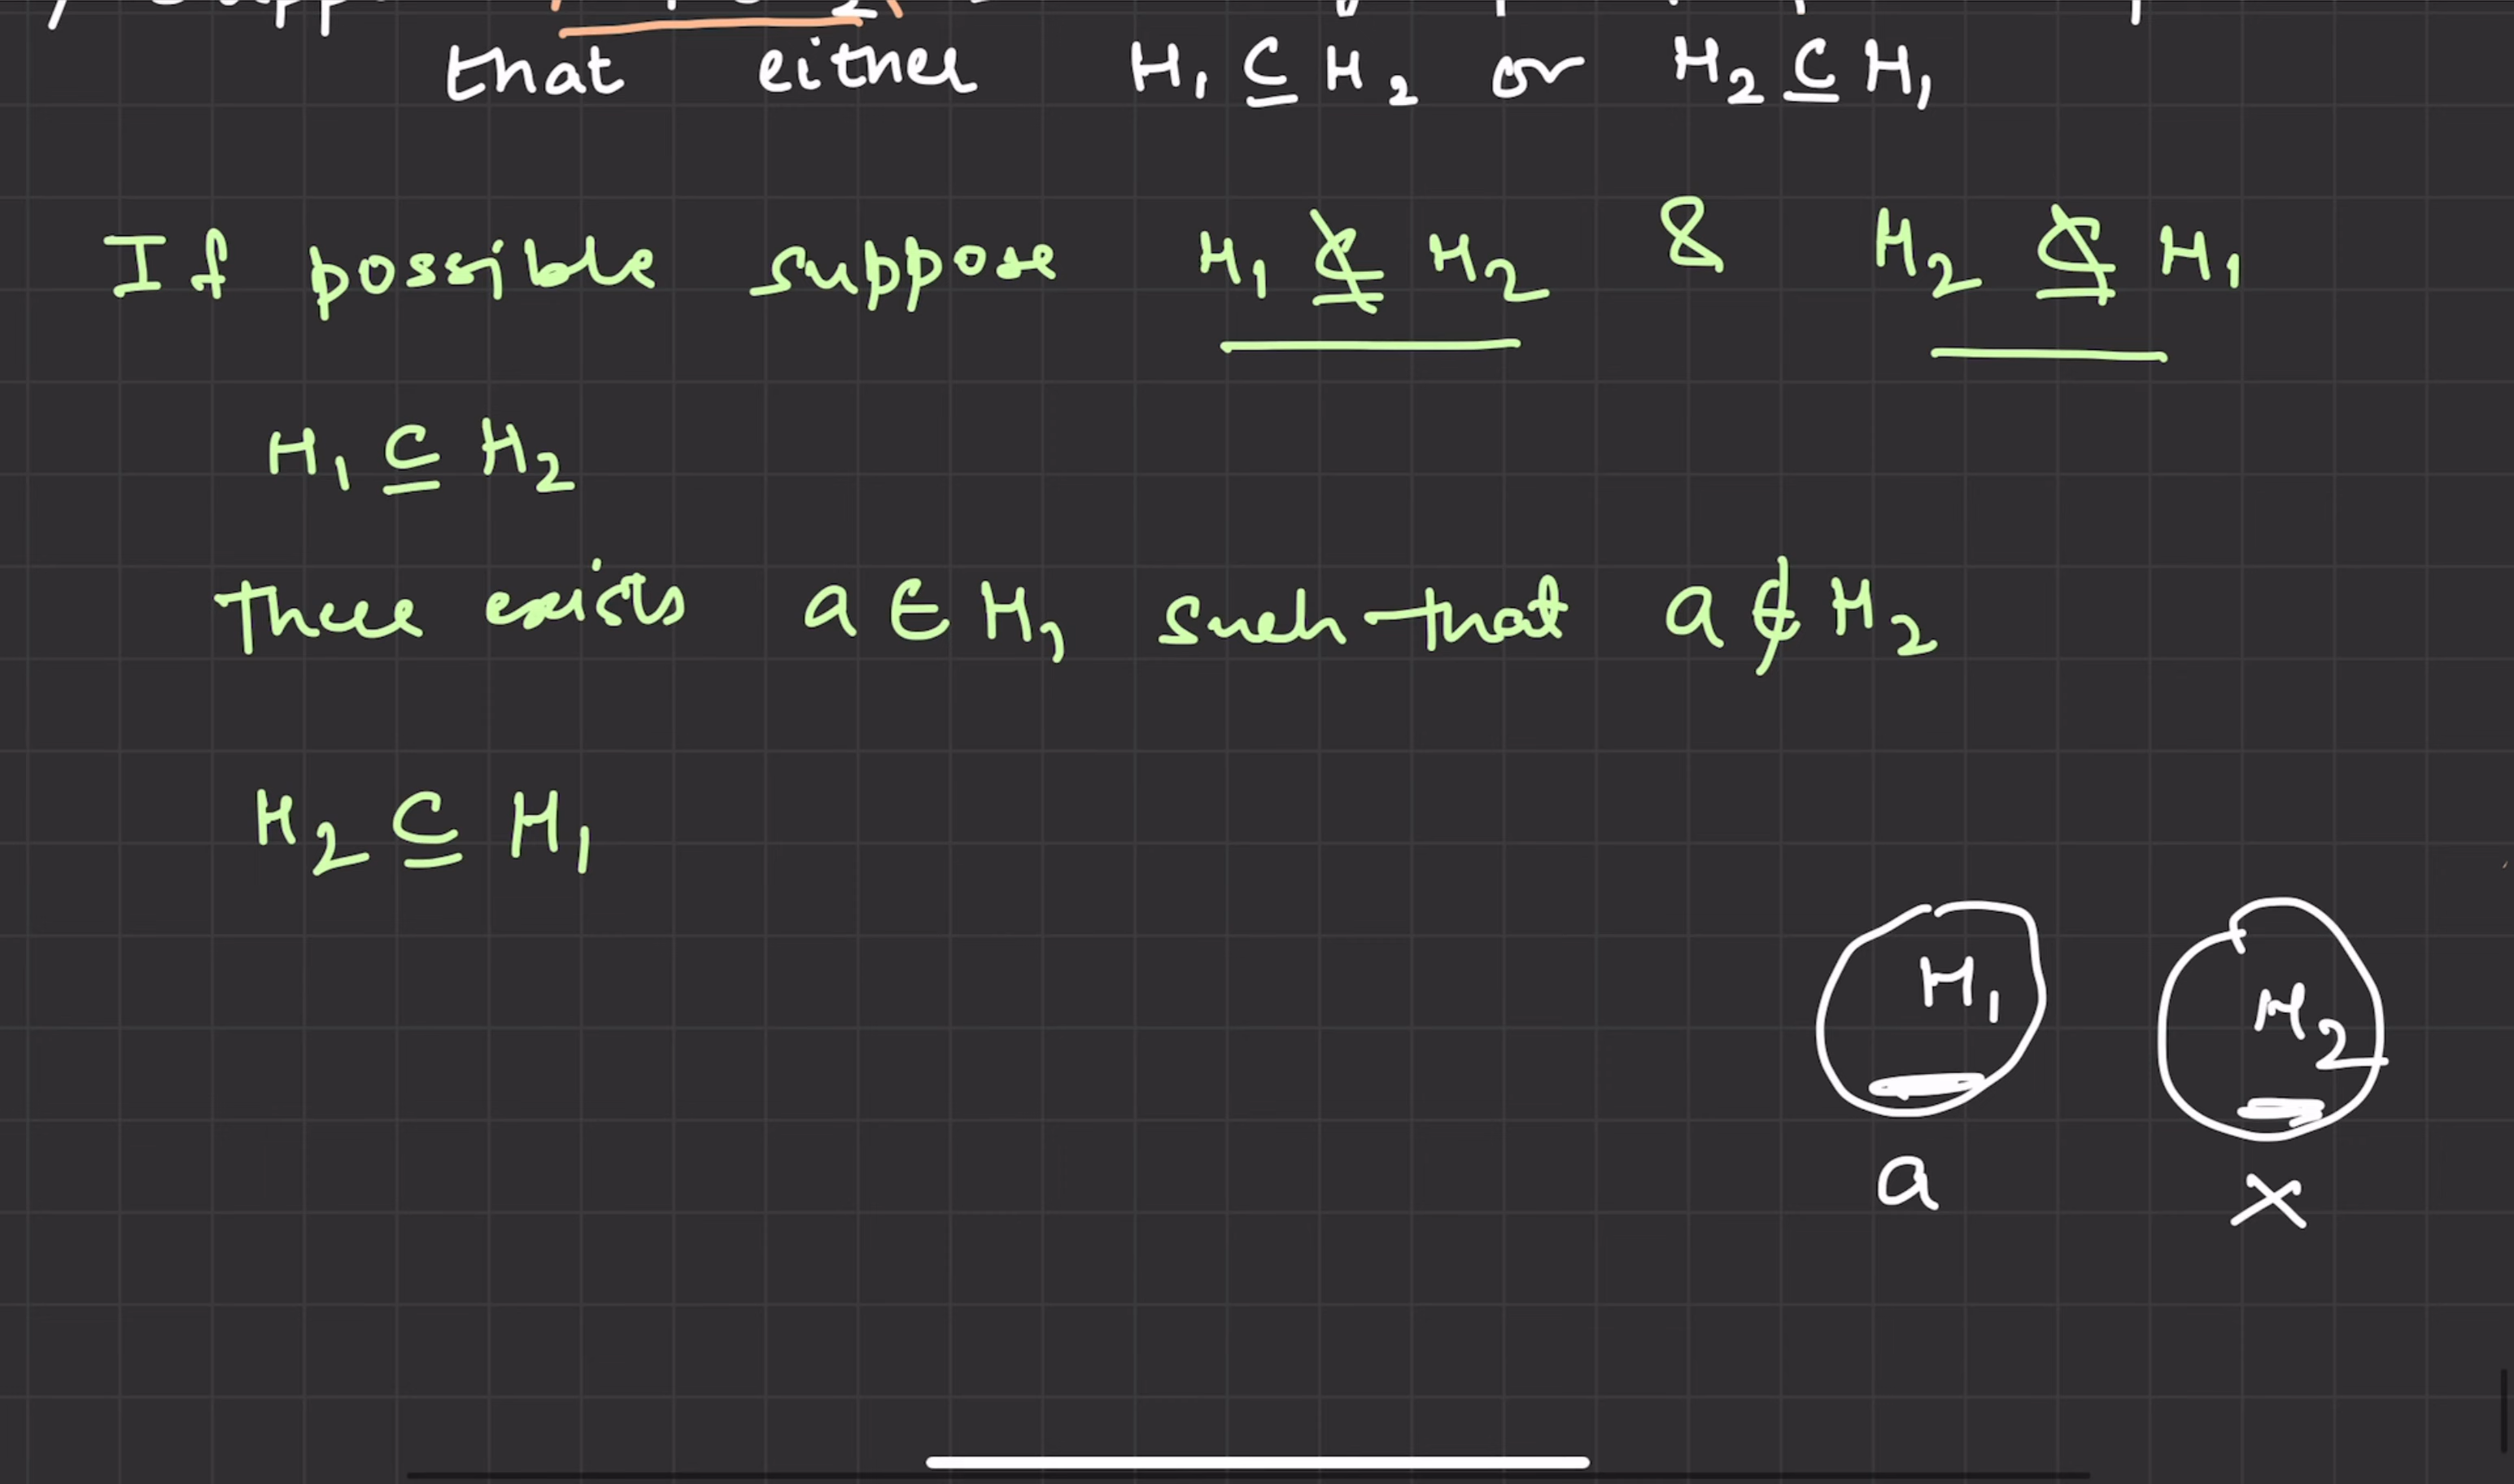 that either H₁ ⊆ H₂ or H₂ ⊆ H₁
If possible suppose H₁ ⊈ H₂ & H₂ ⊈ H₁
H₁ ⊆ H₂
There exists a ∈ H₁ such that a ∉ H₂
H₂ ⊆ H₁
H₁ H₂
a x